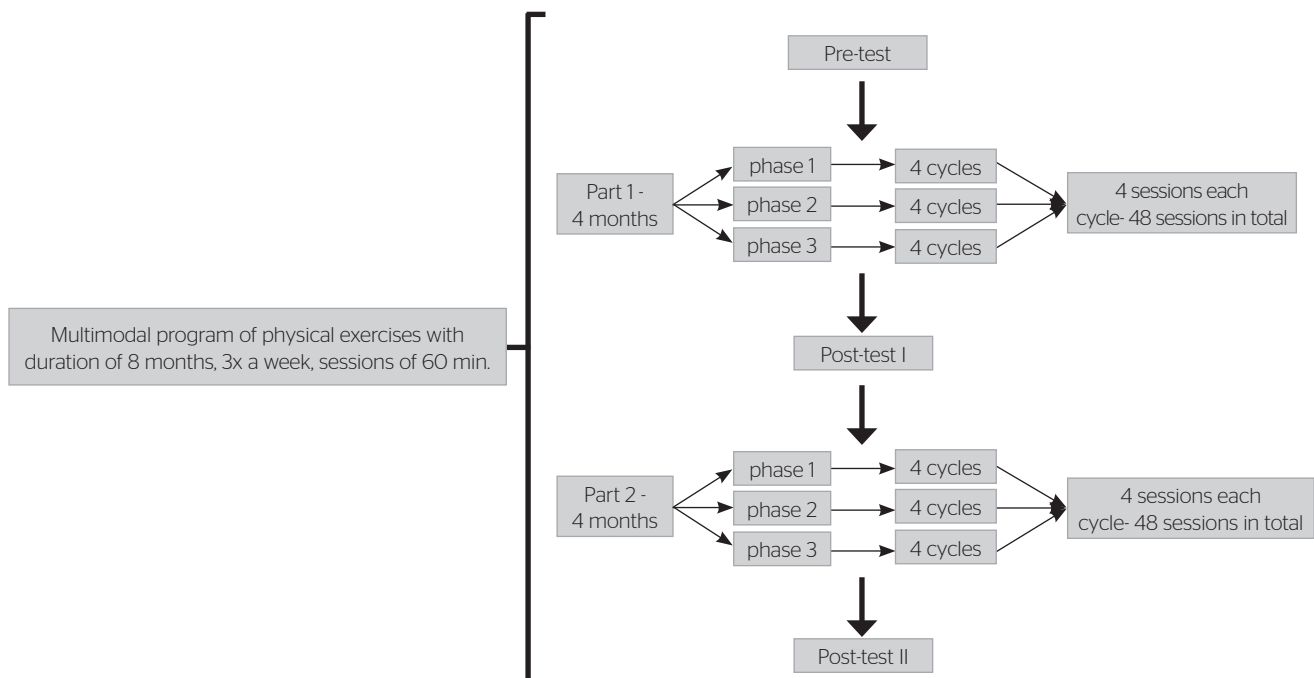 Multimodal program of physical exercises with
duration of 8 months, 3x a week, sessions of 60 min.
Pre-test
Part 1 -
4 months
phase 1
4 cycles
phase 2
4 cycles
phase 3
4 cycles
4 sessions each
cycle- 48 sessions in total
Post-test I
Part 2 -
4 months
phase 1
4 cycles
phase 2
4 cycles
phase 3
4 cycles
4 sessions each
cycle- 48 sessions in total
Post-test II